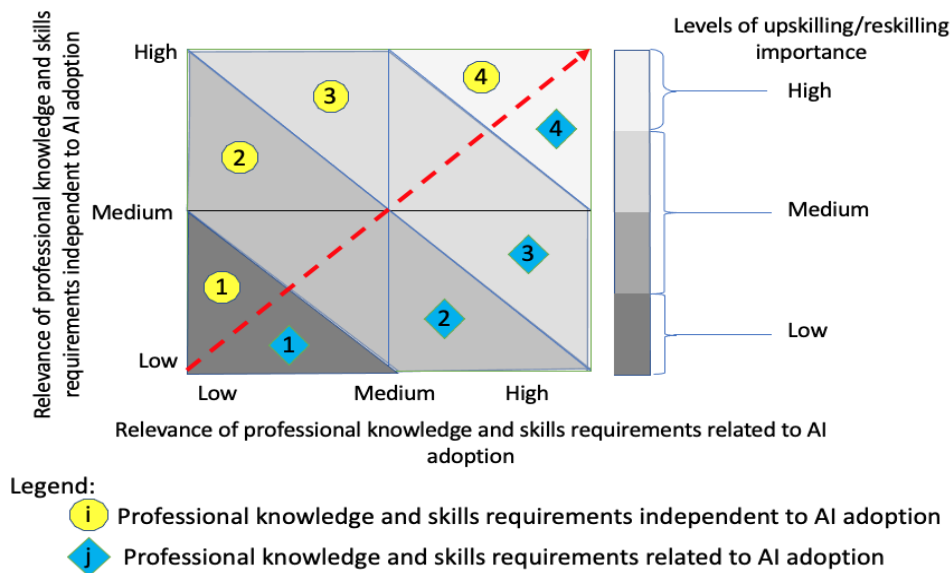 Relevance of professional knowledge and skills
requirements independent to AI adoption
High
Medium
Low
1
2
3
4
1
2
3
4
Low
Medium
High
Relevance of professional knowledge and skills requirements related to AI
adoption
Levels of upskilling/reskilling
importance
High
Medium
Low
Legend:
i Professional knowledge and skills requirements independent to AI adoption
j Professional knowledge and skills requirements related to AI adoption